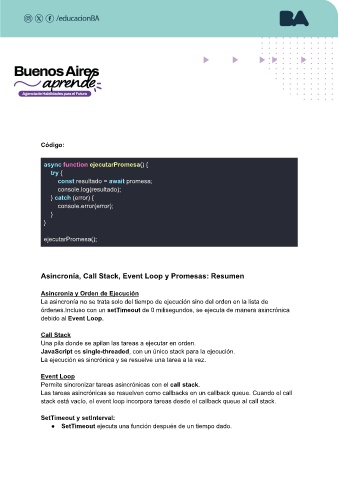 /educacionBA
BA
Buenos Aires
aprende
Agencia de Habilidades para el Futuro
Código:
async function ejecutarPromesa() {
try {
const resultado = await promesa;
console.log(resultado);
} catch (error) {
console.error(error);
}
}
ejecutarPromesa();
Asincronía, Call Stack, Event Loop y Promesas: Resumen
Asincronía y Orden de Ejecución
La asincronía no se trata solo del tiempo de ejecución sino del orden en la lista de
órdenes.Incluso con un setTimeout de 0 milisegundos, se ejecuta de manera asincrónica
debido al Event Loop.
Call Stack
Una pila donde se apilan las tareas a ejecutar en orden.
JavaScript es single-threaded, con un único stack para la ejecución.
La ejecución es sincrónica y se resuelve una tarea a la vez.
Event Loop
Permite sincronizar tareas asincrónicas con el call stack.
Las tareas asincrónicas se resuelven como callbacks en un callback queue. Cuando el call
stack está vacío, el event loop incorpora tareas desde el callback queue al call stack.
SetTimeout y setInterval:
● SetTimeout ejecuta una función después de un tiempo dado.